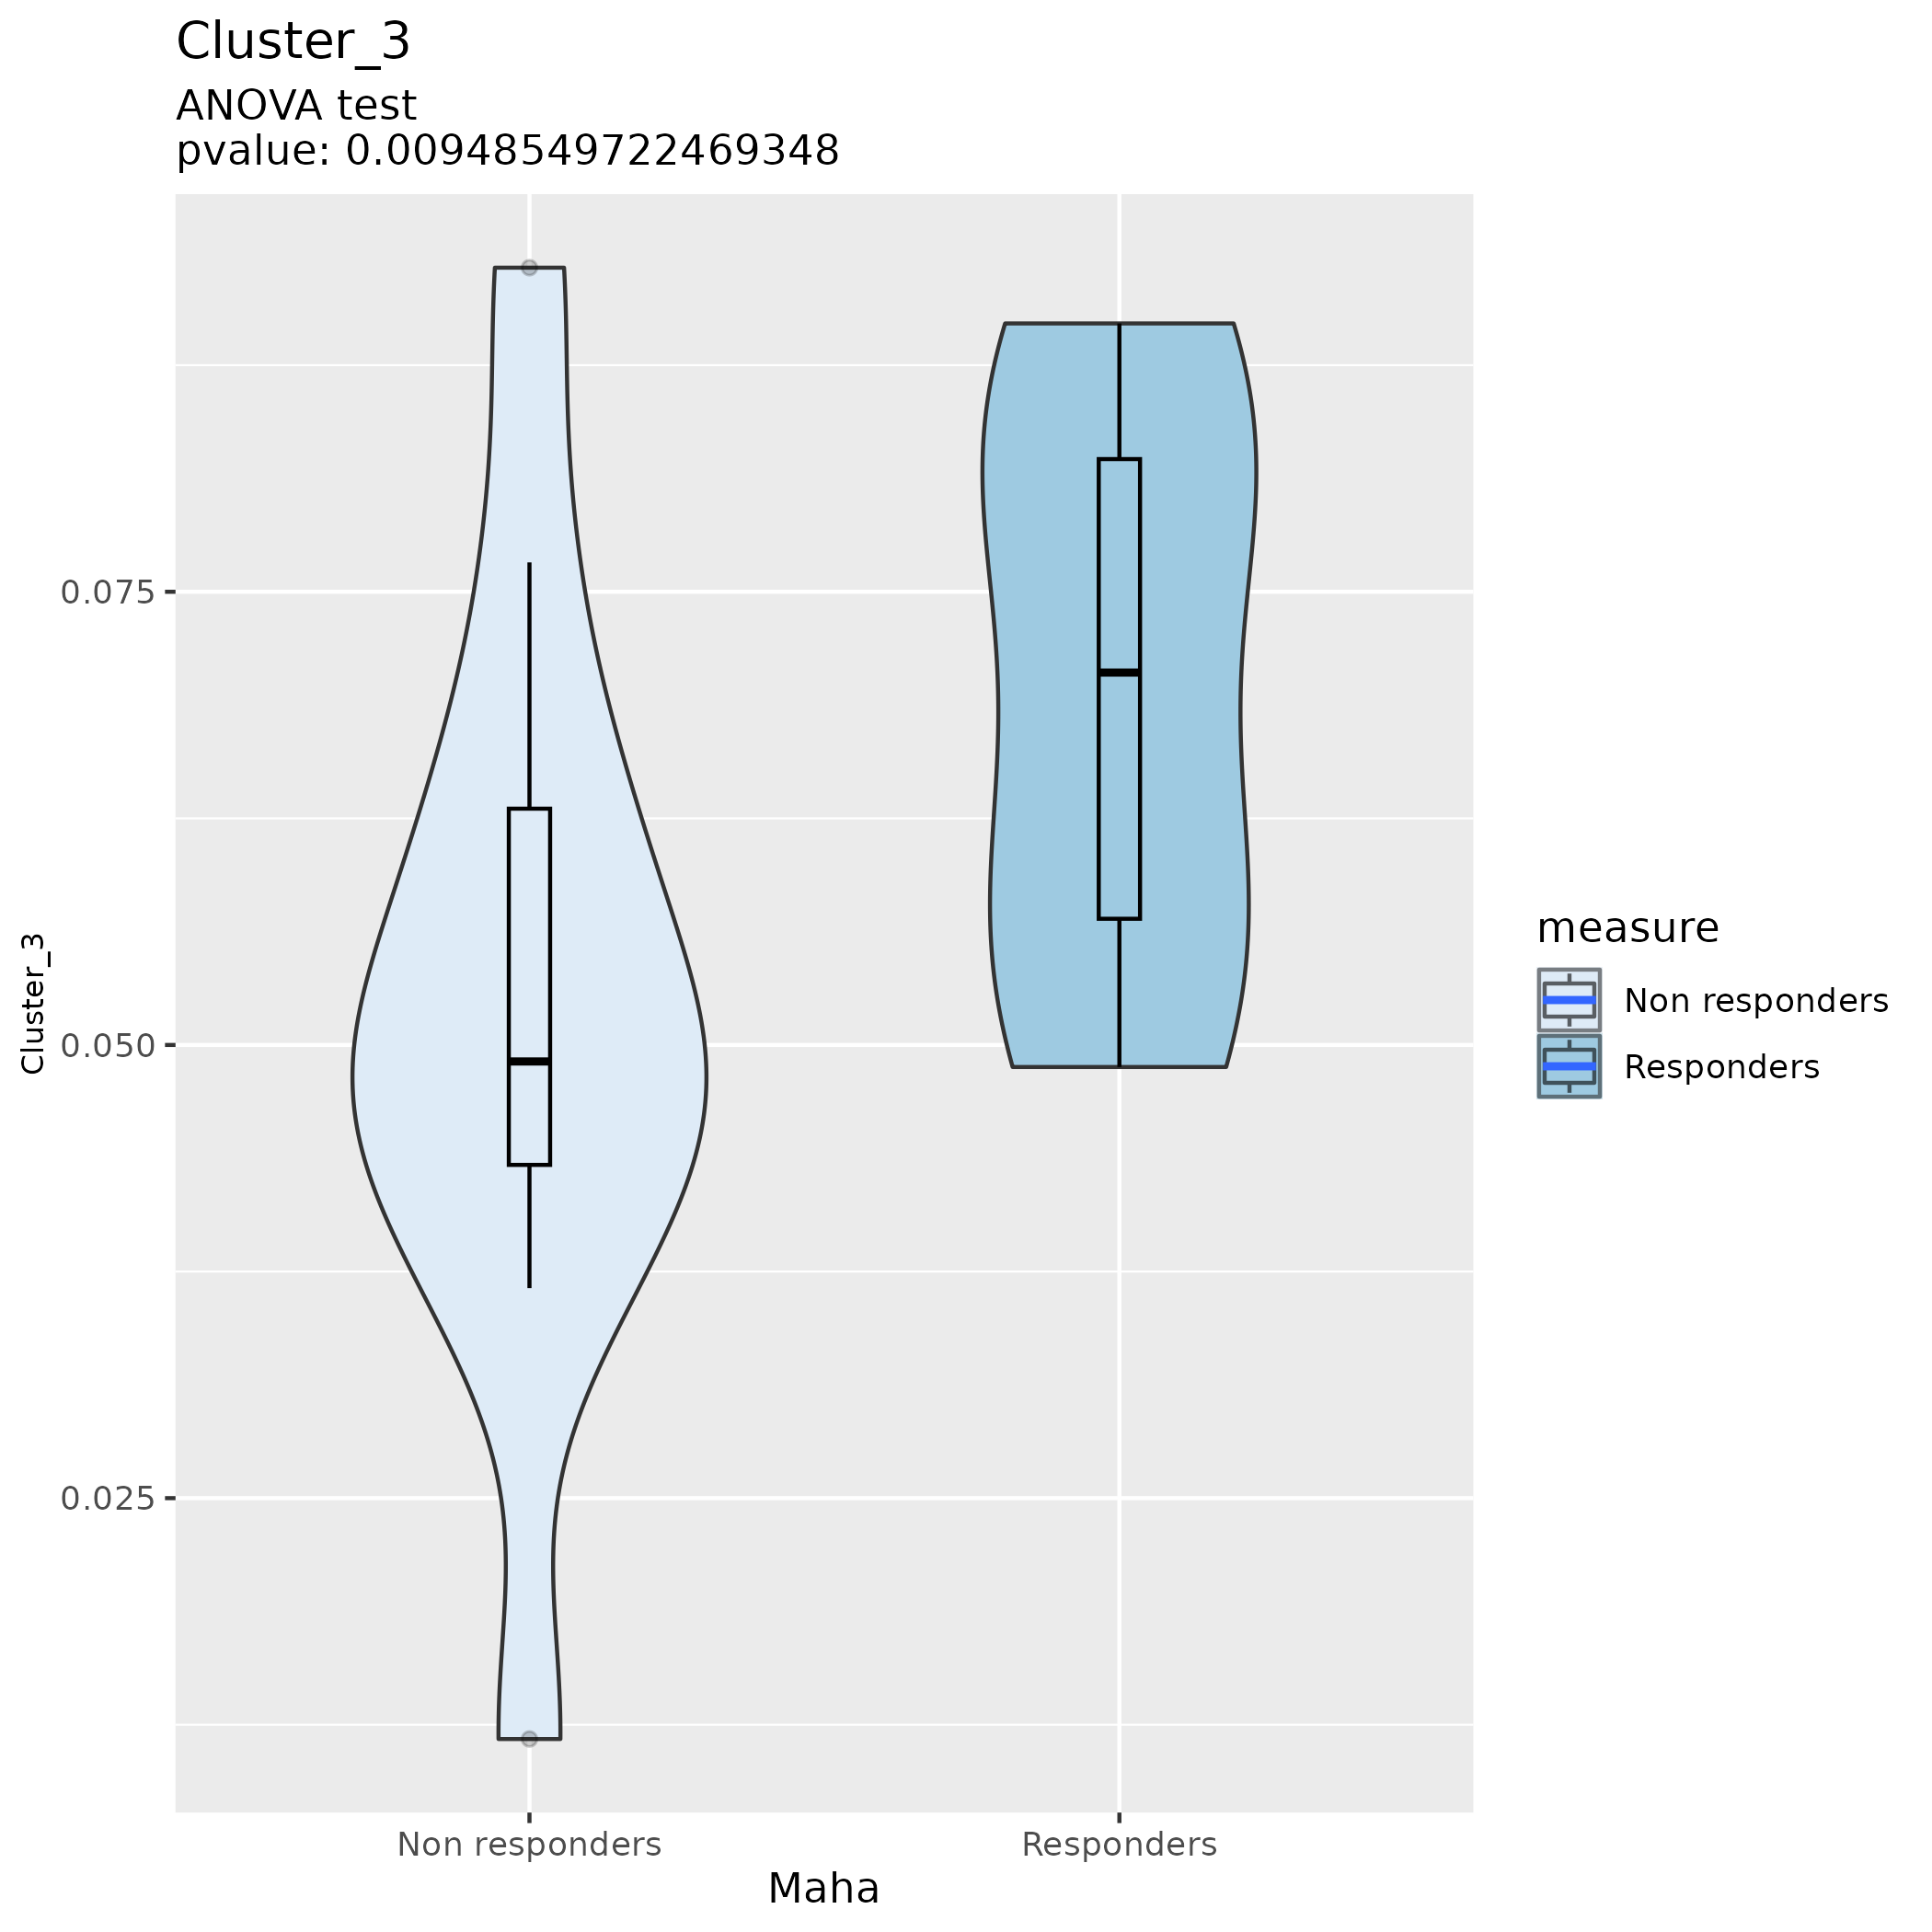 Cluster_3
ANOVA test
pvalue: 0.00948549722469348
0.075
0.050
0.025
Cluster_3
Non responders
Responders
Maha
measure
Non responders
Responders